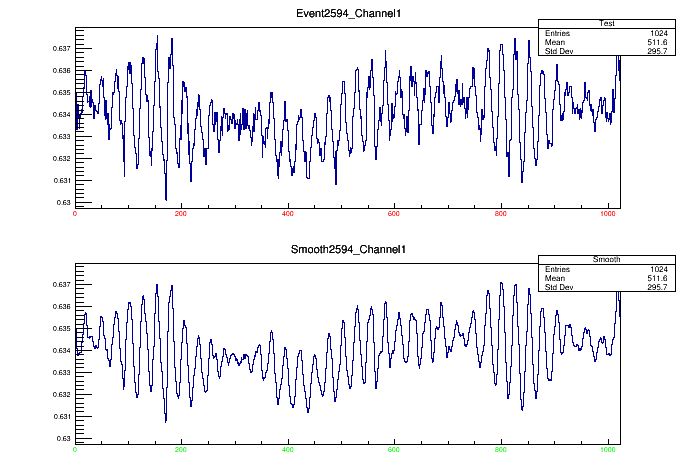 Event2594_Channel1
Test
Entries 1024
Mean 511.6
Std Dev 295.7
0.637
0.636
0.635
0.634
0.633
0.632
0.631
0.63
0 200 400 600 800 1000
Smooth2594_Channel1
Smooth
Entries 1024
Mean 511.6
Std Dev 295.7
0.637
0.636
0.635
0.634
0.633
0.632
0.631
0.63
0 200 400 600 800 1000